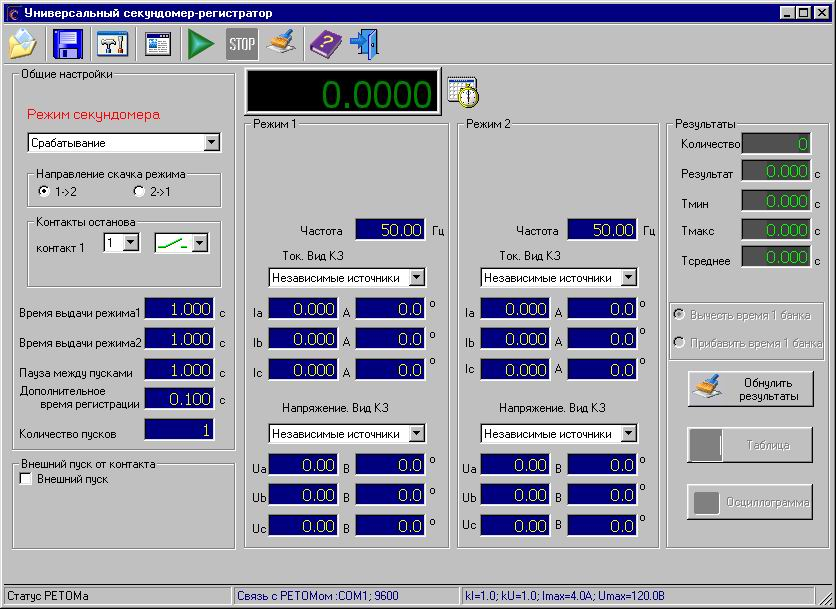 Универсальный секундомер-регистратор
STOP
Общие настройки
Режим секундомера
Срабатывание
Направление скачка режима
1->2 2->1
Контакты останова
контакт 1 1
Время выдачи режима1 1.000 с
Время выдачи режима2 1.000 с
Пауза между пусками 1.000 с
Дополнительное
время регистрации 0.100 с
Количество пусков 1
Внешний пуск от контакта
Внешний пуск
0.0000
Режим 1
Частота 50.00 Гц
Ток. Вид КЗ
Независимые источники
Ia 0.000 А 0.0 °
Ib 0.000 А 0.0 °
Ic 0.000 А 0.0 °
Напряжение. Вид КЗ
Независимые источники
Ua 0.00 В 0.0 °
Ub 0.00 В 0.0 °
Uc 0.00 В 0.0 °
Режим 2
Частота 50.00 Гц
Ток. Вид КЗ
Независимые источники
Ia 0.000 А 0.0 °
Ib 0.000 А 0.0 °
Ic 0.000 А 0.0 °
Напряжение. Вид КЗ
Независимые источники
Ua 0.00 В 0.0 °
Ub 0.00 В 0.0 °
Uc 0.00 В 0.0 °
Результаты
Количество 0
Результат 0.000 с
Тмин 0.000 с
Тмакс 0.000 с
Тсреднее 0.000 с
Вычесть время 1 банка
Прибавить время 1 банка
Обнулить
результаты
Таблица
Осциллограмма
Статус РЕТОМа
Связь с РЕТОМом :COM1; 9600
kI=1.0; kU=1.0; Imax=4.0A; Umax=120.0B